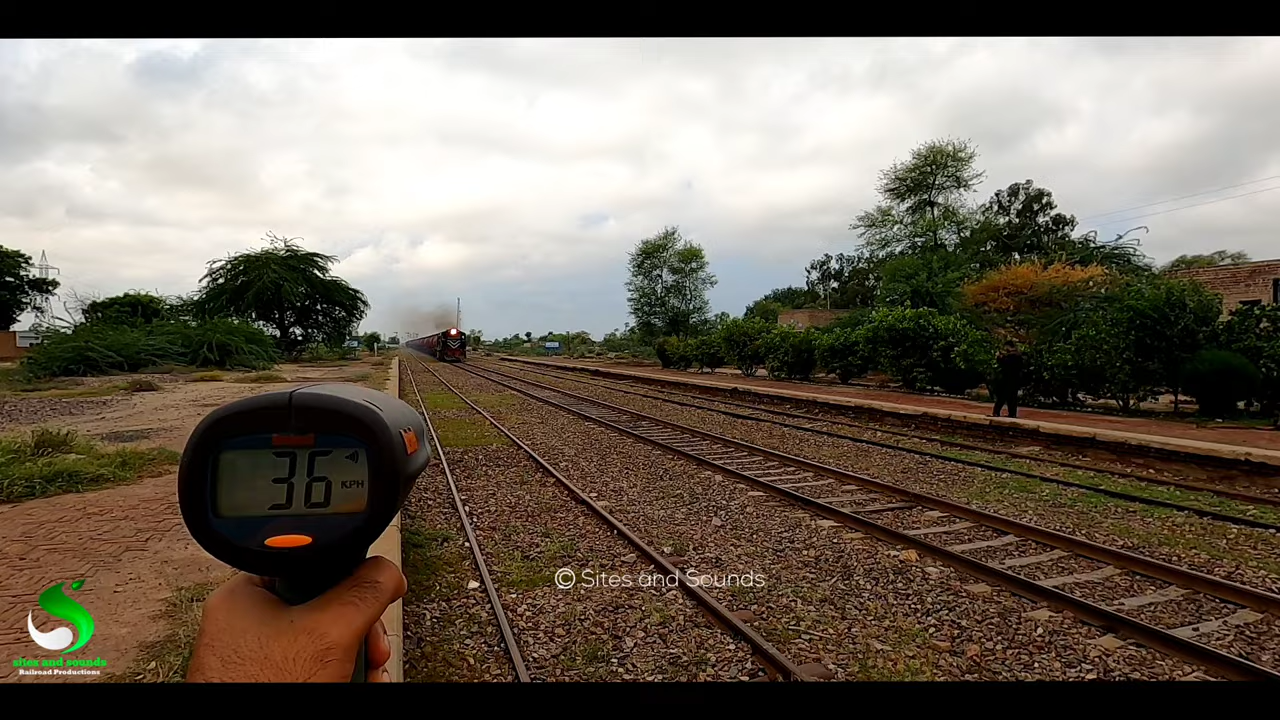 36 KPH
© Sites and Sounds
sites and sounds
Railroad Productions